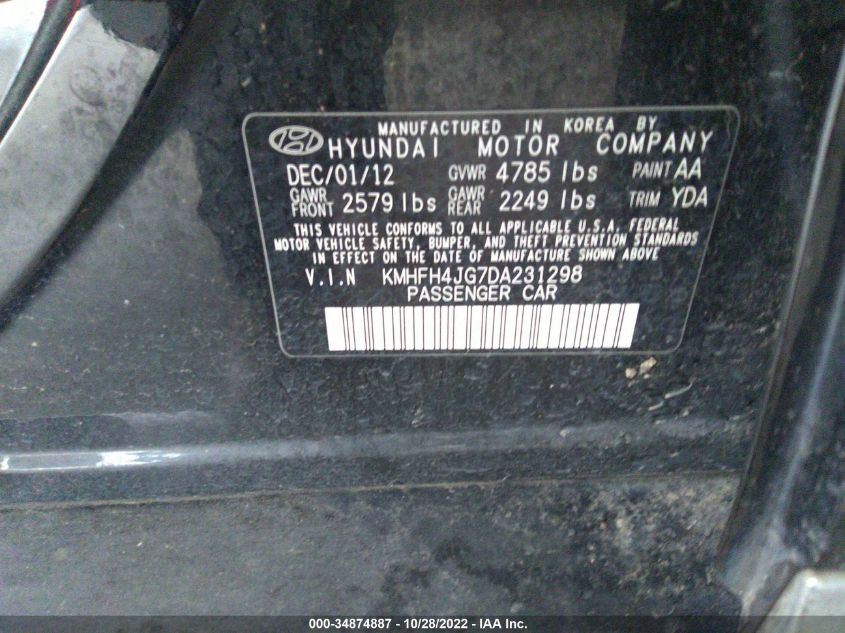 MANUFACTURED IN KOREA BY
HYUNDAI MOTOR COMPANY
DEC/01/12 GVWR 4785 lbs PAINT AA
GAWR FRONT 2579 lbs GAWR REAR 2249 lbs TRIM YDA
THIS VEHICLE CONFORMS TO ALL APPLICABLE U.S.A. FEDERAL
MOTOR VEHICLE SAFETY, BUMPER, AND THEFT PREVENTION STANDARDS
IN EFFECT ON THE DATE OF MANUFACTURE SHOWN ABOVE
V.I.N KMHFH4JG7DA231298
PASSENGER CAR
000-34874887 - 10/28/2022 - IAA Inc.